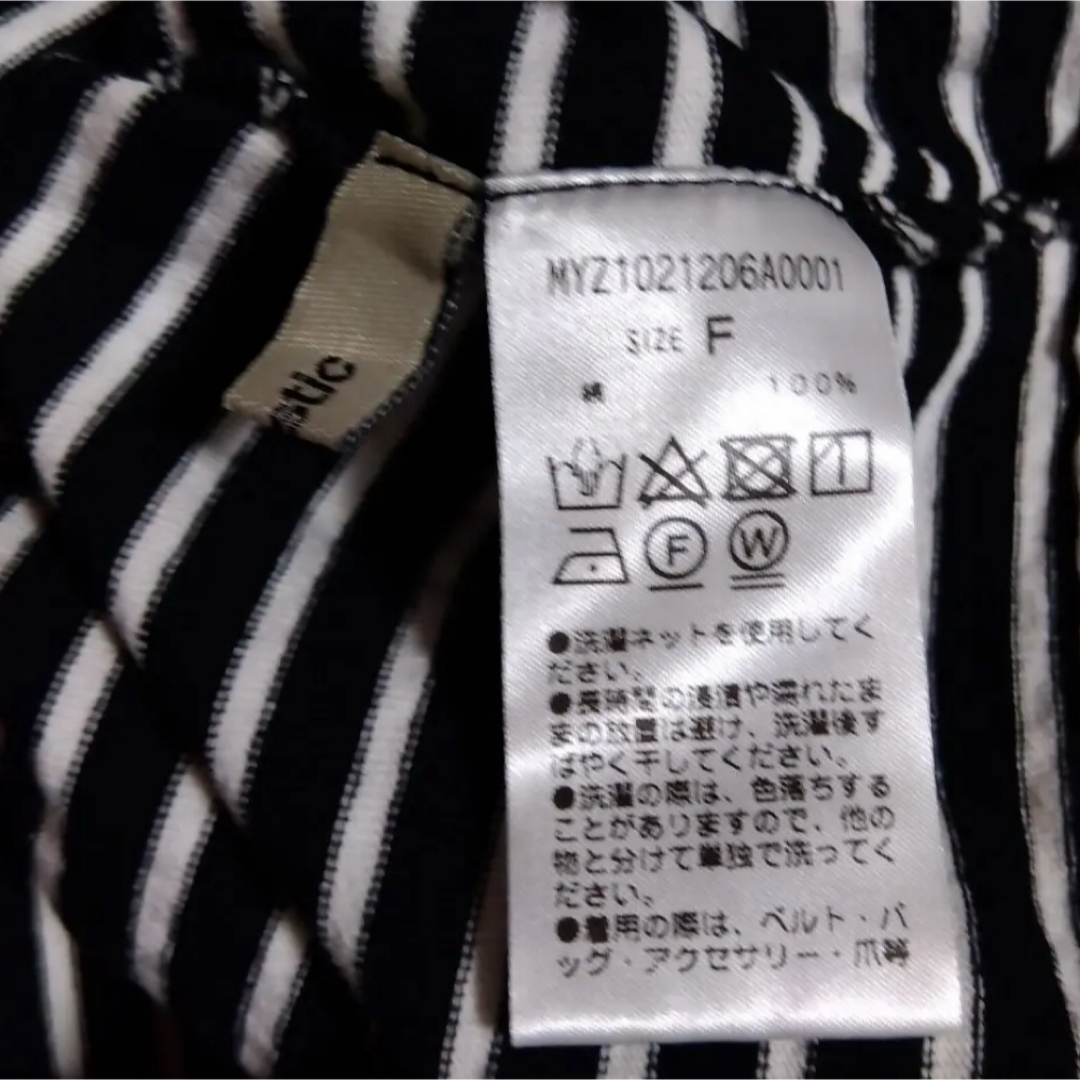 MYZ1021206A0001
SIZE F
綿 100%
F W
●洗濯ネットを使用してく
ださい。
●長時間の浸漬や濡れたま
まの放置は避け、洗濯後す
ばやく干してください。
●洗濯の際は、色落ちする
ことがありますので、他の
物と分けて単独で洗ってく
ださい。
●着用の際は、ベルト・バ
ッグ・アクセサリー・爪等
stic